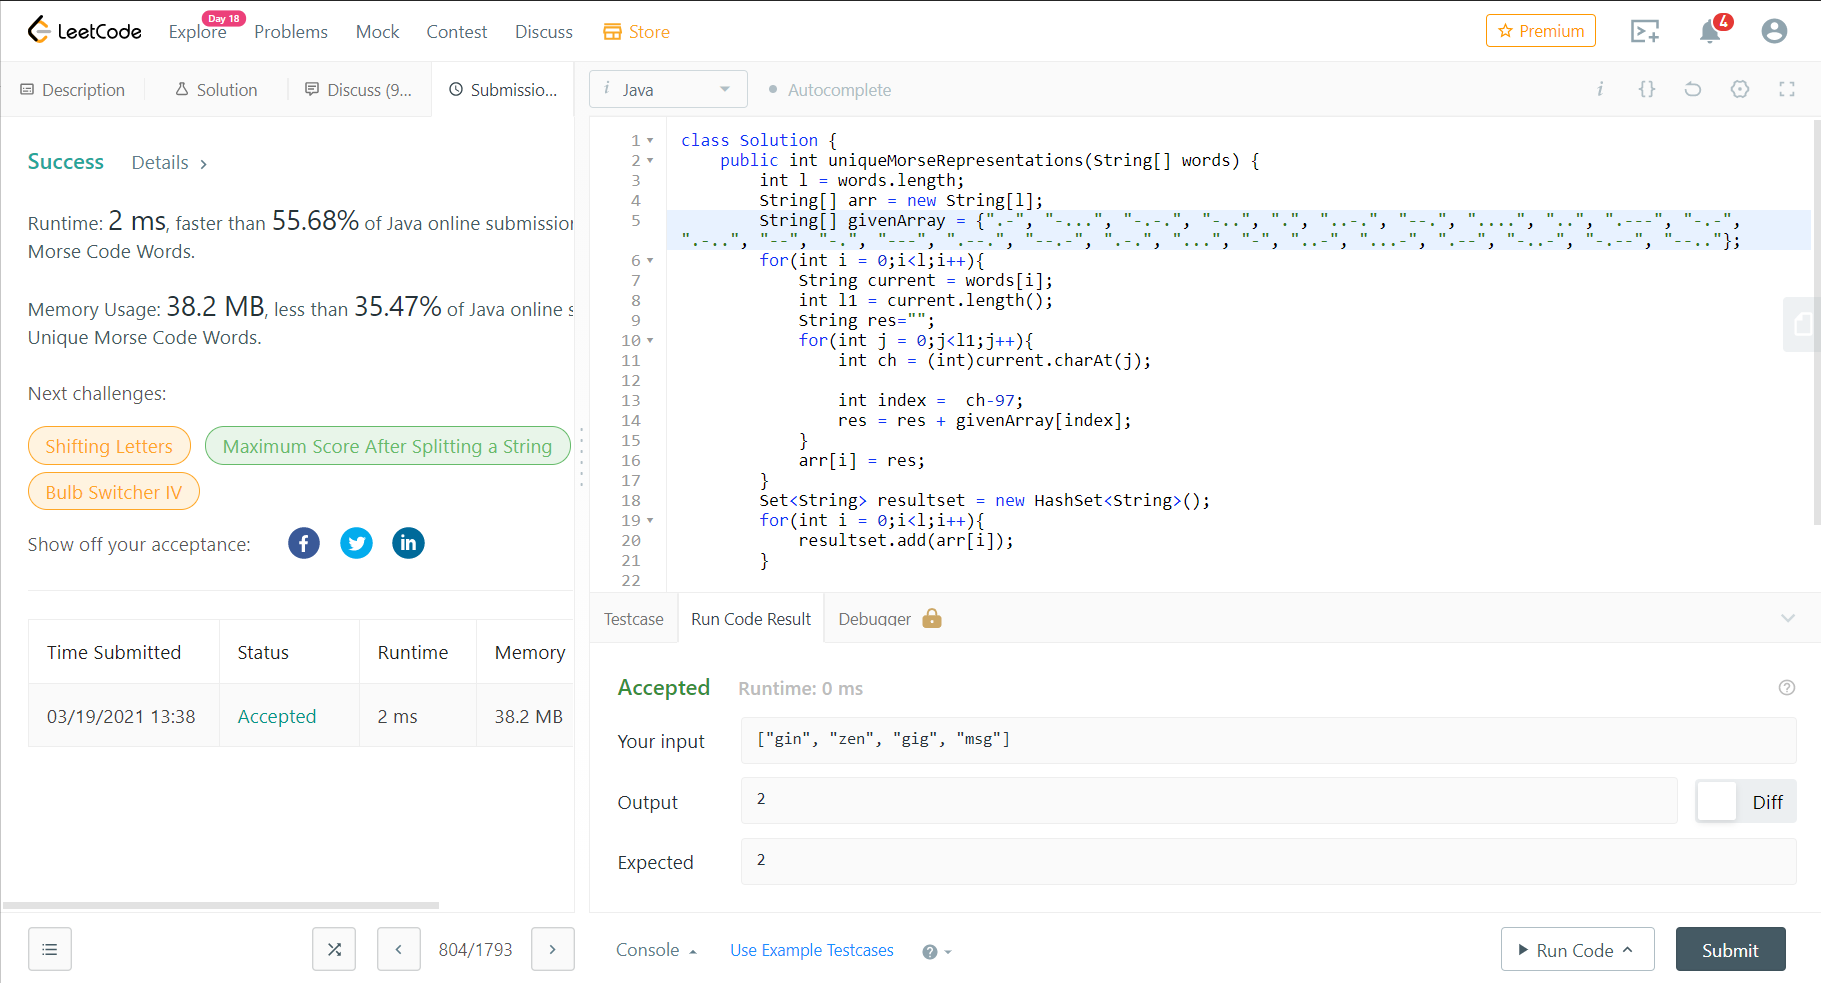 LeetCode
Explore
Day 18
Problems
Mock
Contest
Discuss
Store
Premium
4
Description
Solution
Discuss (9...
Submissio...
i Java
Autocomplete
Success Details >
Runtime: 2 ms, faster than 55.68% of Java online submission
Morse Code Words.
Memory Usage: 38.2 MB, less than 35.47% of Java online s
Unique Morse Code Words.
Next challenges:
Shifting Letters
Maximum Score After Splitting a String
Bulb Switcher IV
Show off your acceptance:
Time Submitted Status Runtime Memory
03/19/2021 13:38 Accepted 2 ms 38.2 MB
804/1793
1 class Solution {
2 public int uniqueMorseRepresentations(String[] words) {
3 int l = words.length;
4 String[] arr = new String[l];
5 String[] givenArray = {".-", "-...", "-.-.", "-..", ".", "..-.", "--.", "....", "..", ".---", "-.-",
".-..", "--", "-.", "---", ".--.", "--.-", ".-.", "...", "-", "..-", "...-", ".--", "-..-", "-.--", "--.."};
6 for(int i = 0;i<l;i++){
7 String current = words[i];
8 int l1 = current.length();
9 String res="";
10 for(int j = 0;j<l1;j++){
11 int ch = (int)current.charAt(j);
12
13 int index =  ch-97;
14 res = res + givenArray[index];
15 }
16 arr[i] = res;
17 }
18 Set<String> resultset = new HashSet<String>();
19 for(int i = 0;i<l;i++){
20 resultset.add(arr[i]);
21 }
22
Testcase
Run Code Result
Debugger
Accepted Runtime: 0 ms
Your input ["gin", "zen", "gig", "msg"]
Output 2
Diff
Expected 2
Console
Use Example Testcases
Run Code
Submit